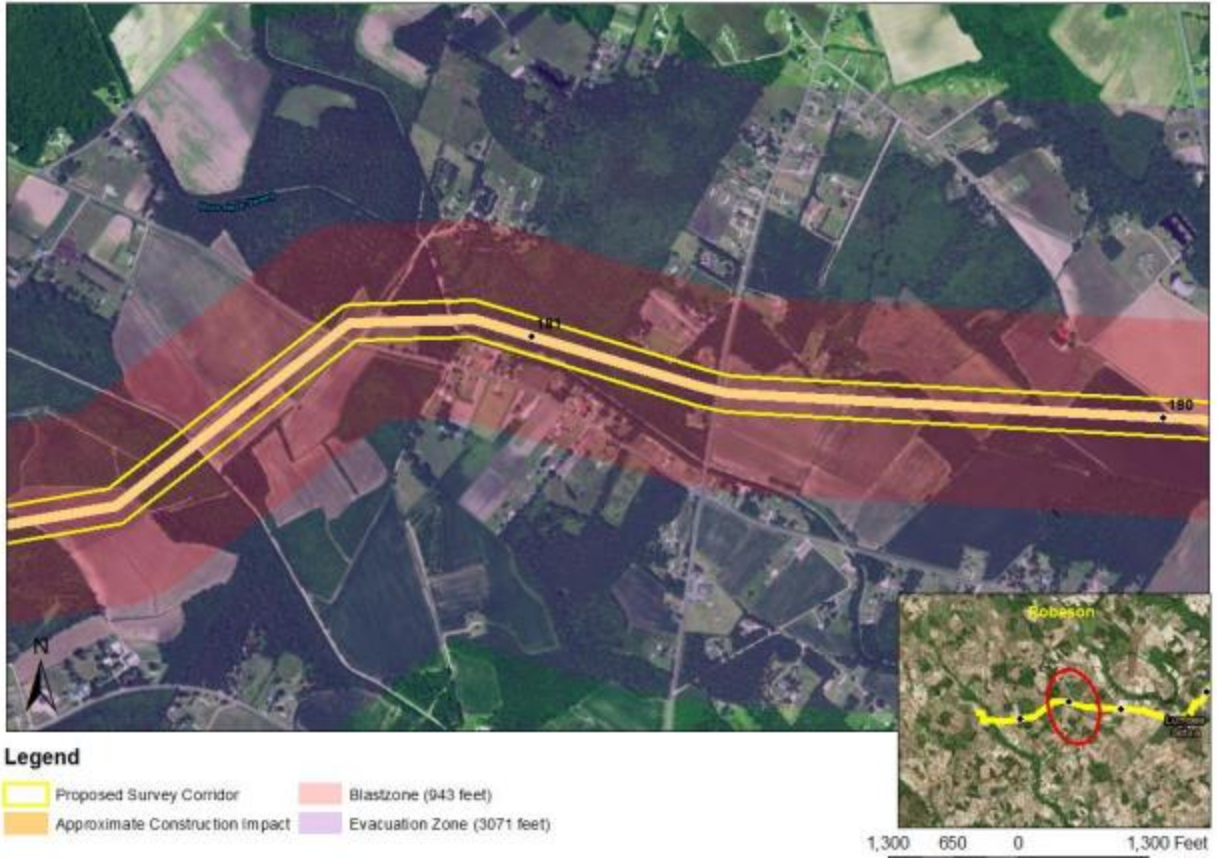 181
180
N
Robeson
Legend
Proposed Survey Corridor
Blastzone (943 feet)
Approximate Construction Impact
Evacuation Zone (3071 feet)
1,300 650 0 1,300 Feet